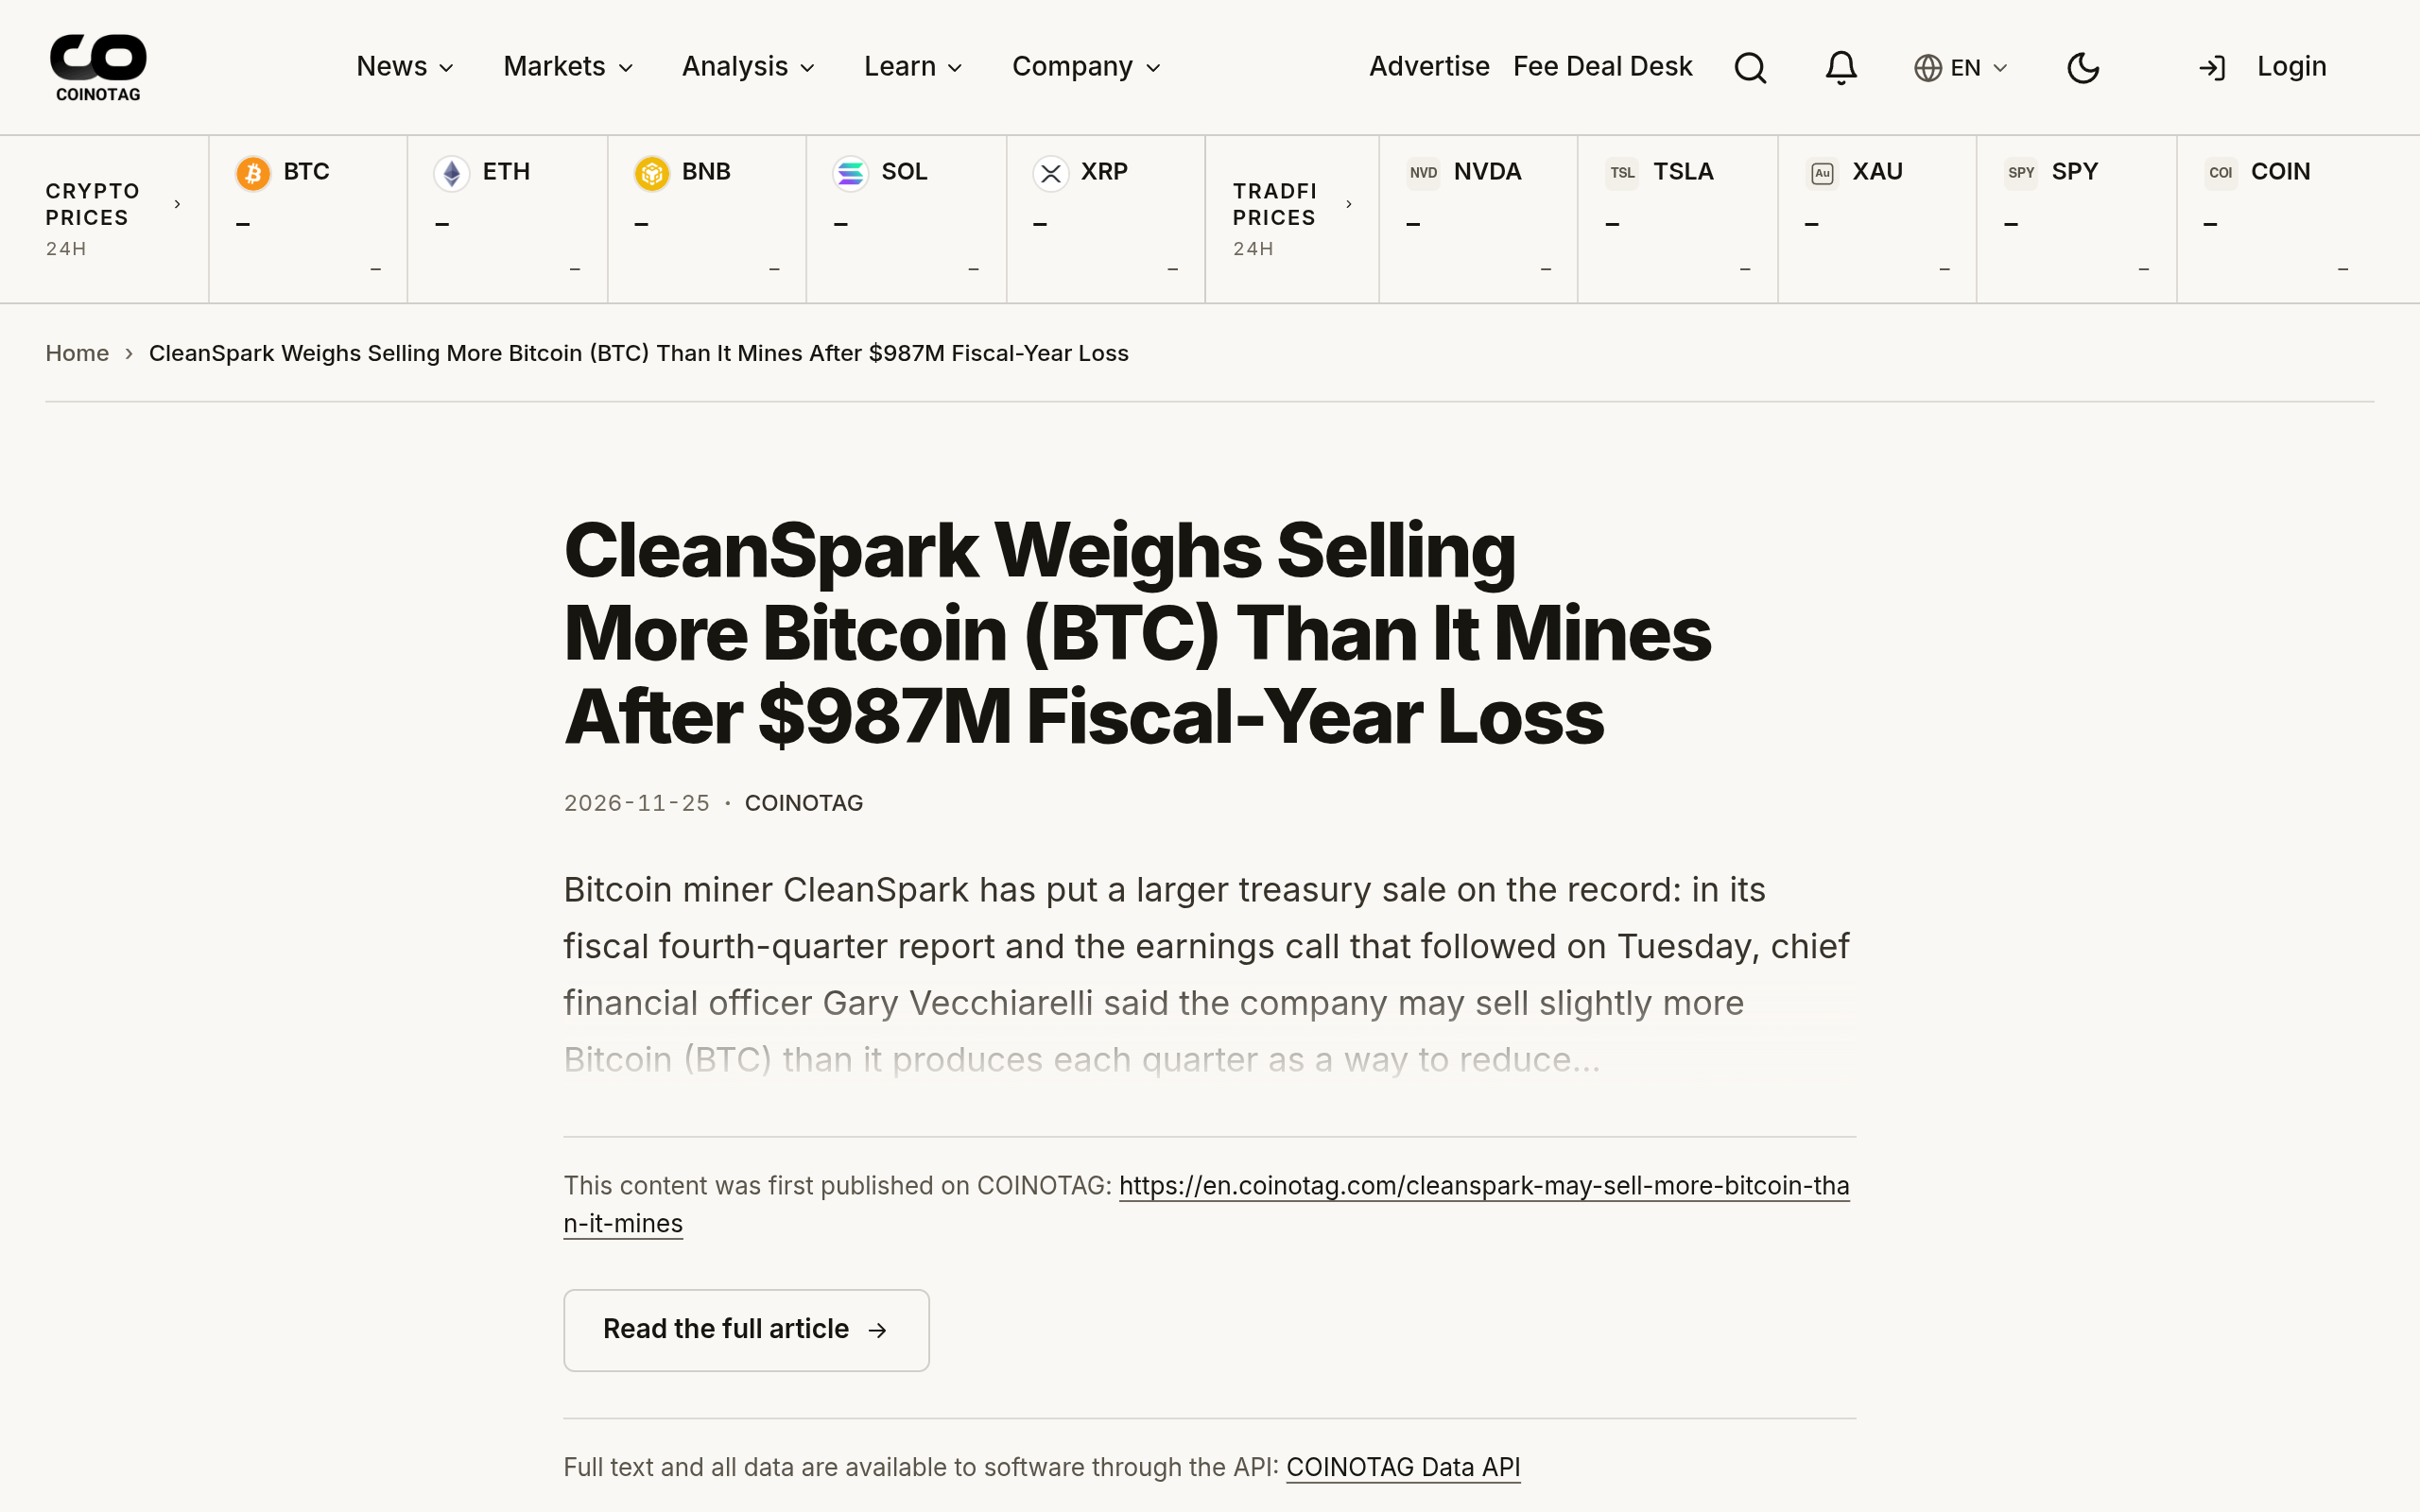 COINOTAG
News
Markets
Analysis
Learn
Company
Advertise
Fee Deal Desk
EN
Login
CRYPTO
PRICES
24H
BTC
–
–
ETH
–
–
BNB
–
–
SOL
–
–
XRP
–
–
TRADFI
PRICES
24H
NVD NVDA
–
–
TSL TSLA
–
–
Au XAU
–
–
SPY SPY
–
–
COI COIN
–
–
Home › CleanSpark Weighs Selling More Bitcoin (BTC) Than It Mines After $987M Fiscal-Year Loss
CleanSpark Weighs Selling
More Bitcoin (BTC) Than It Mines
After $987M Fiscal-Year Loss
2026-11-25 · COINOTAG
Bitcoin miner CleanSpark has put a larger treasury sale on the record: in its
fiscal fourth-quarter report and the earnings call that followed on Tuesday, chief
financial officer Gary Vecchiarelli said the company may sell slightly more
Bitcoin (BTC) than it produces each quarter as a way to reduce...
This content was first published on COINOTAG: https://en.coinotag.com/cleanspark-may-sell-more-bitcoin-tha
n-it-mines
Read the full article →
Full text and all data are available to software through the API: COINOTAG Data API